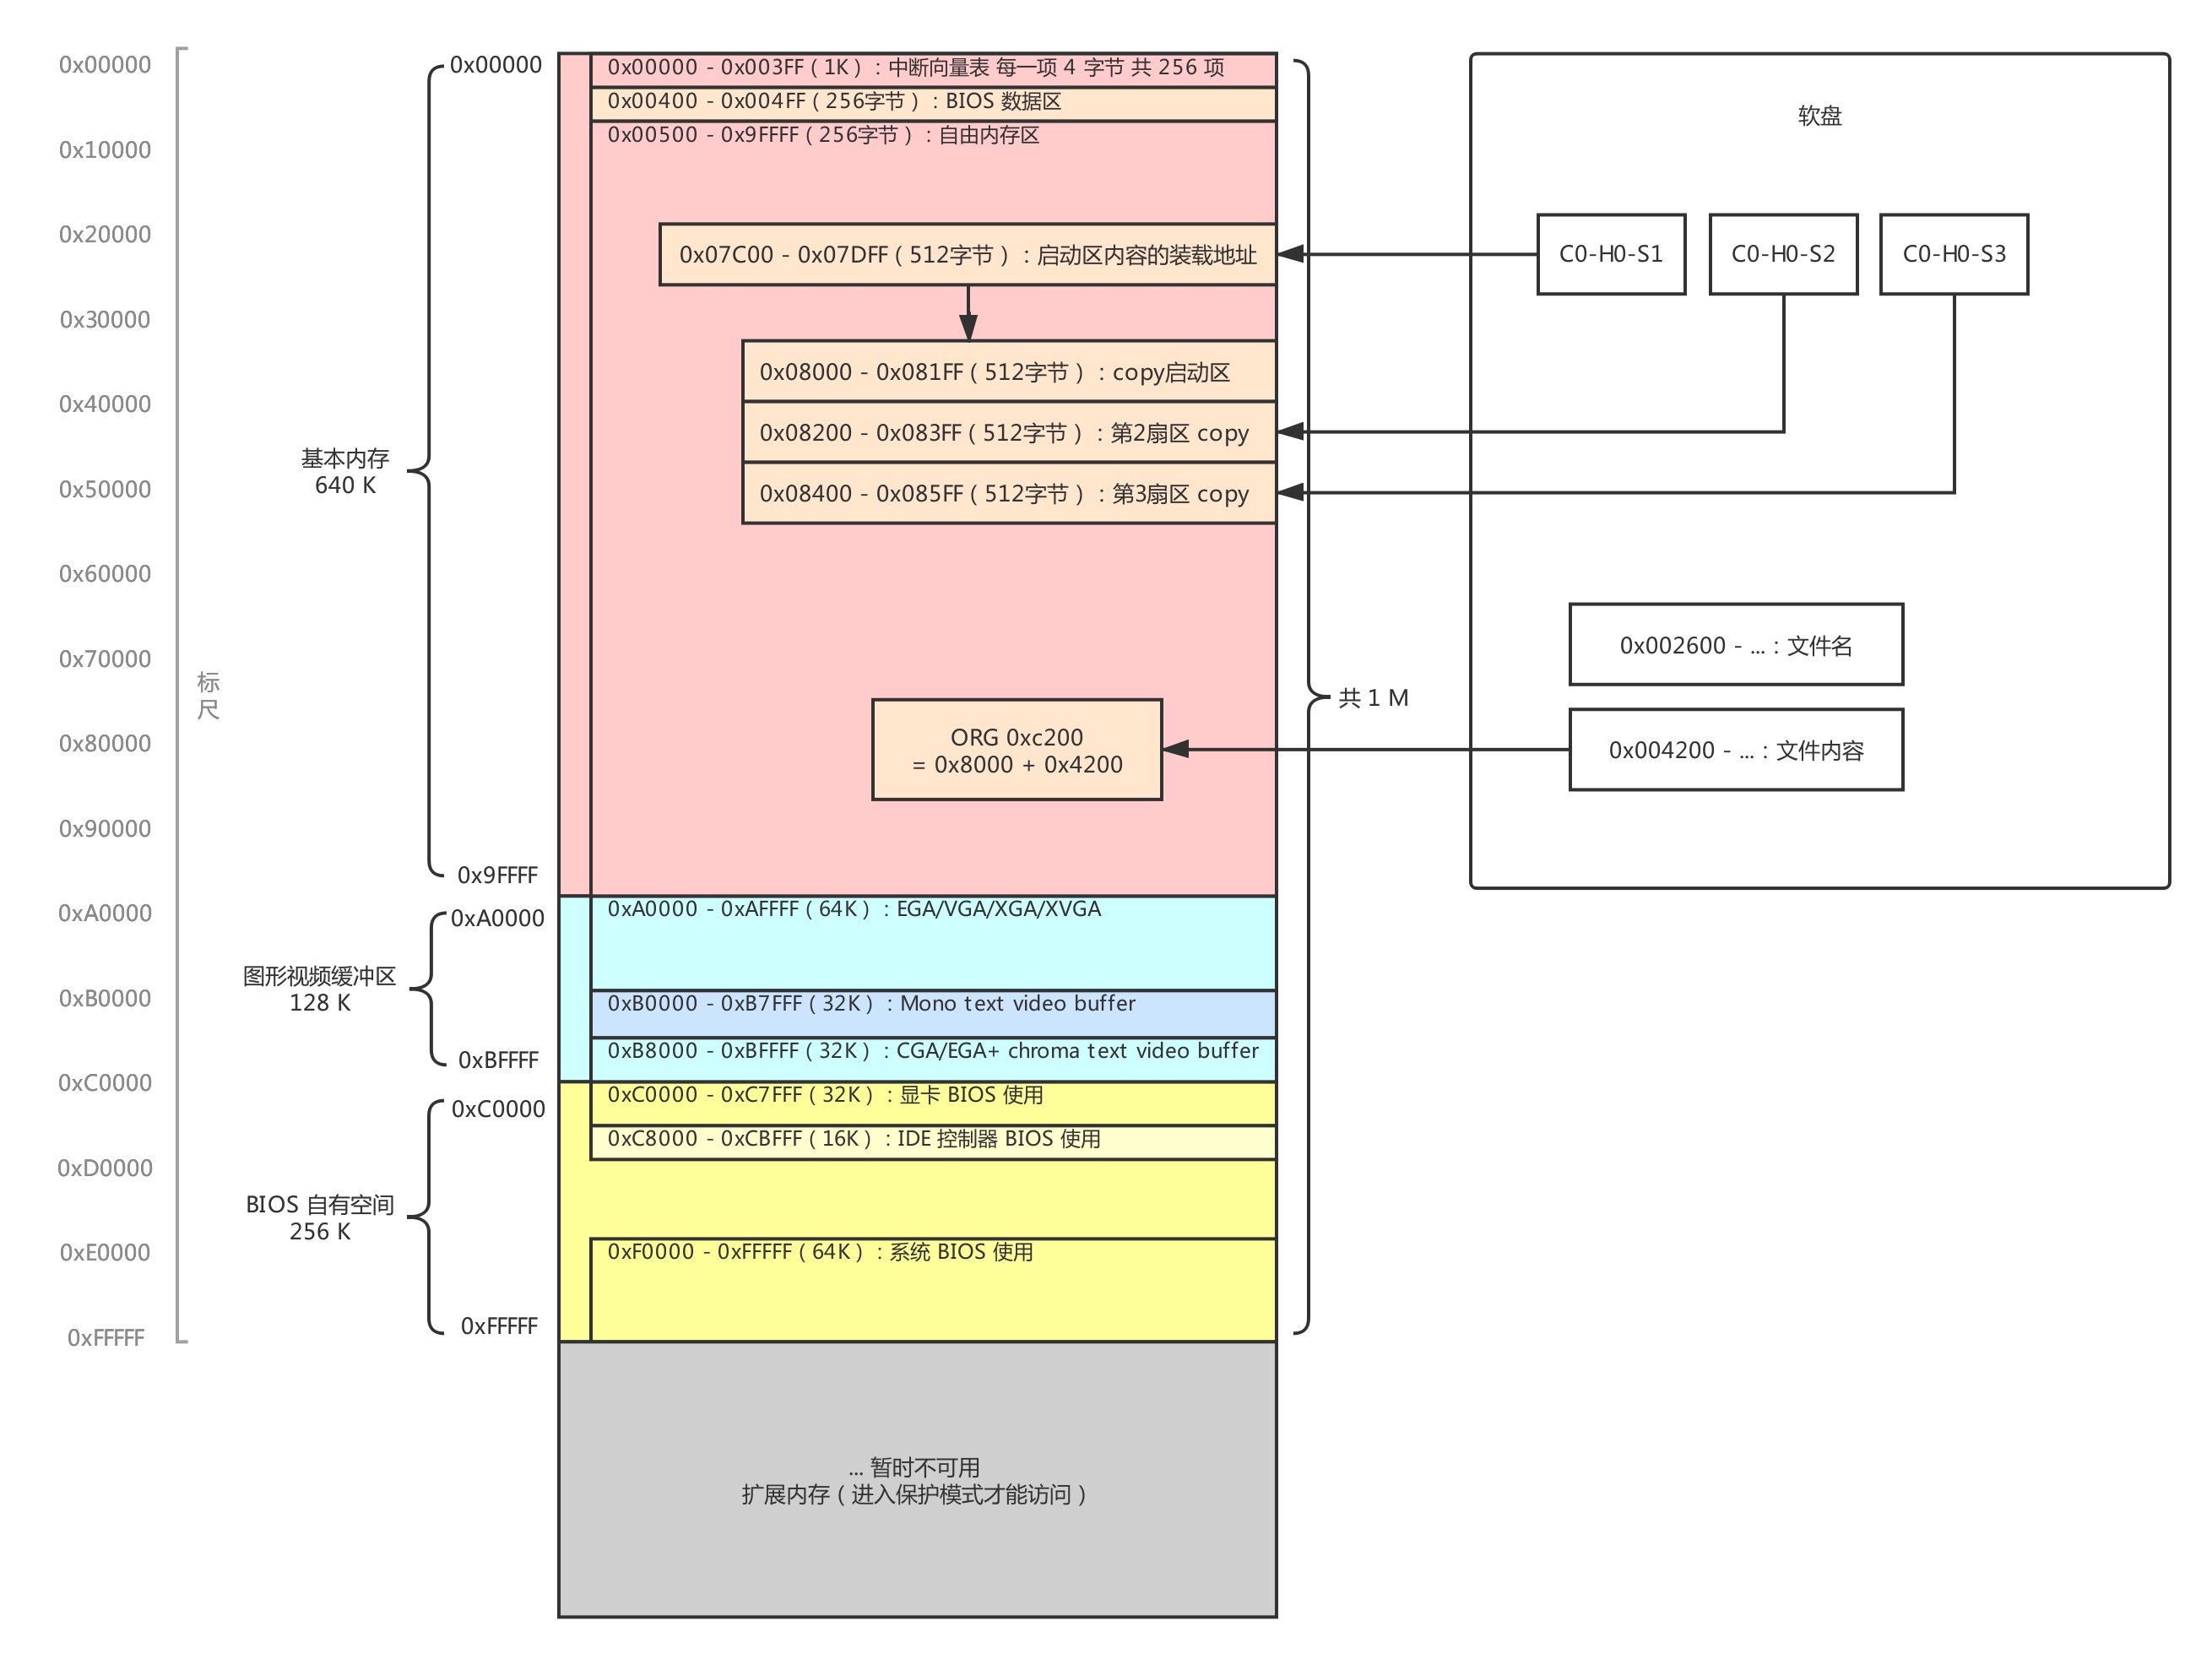 0x00000
0x10000
0x20000
0x30000
0x40000
0x50000
0x60000
0x70000
0x80000
0x90000
0xA0000
0xB0000
0xC0000
0xD0000
0xE0000
0xFFFFF
标
尺
基本内存
640 K
0x00000
0x9FFFF
图形视频缓冲区
128 K
0xA0000
0xBFFFF
BIOS 自有空间
256 K
0xC0000
0xFFFFF
0x00000 - 0x003FF（1K）: 中断向量表 每一项 4 字节 共 256 项
0x00400 - 0x004FF（256字节）: BIOS 数据区
0x00500 - 0x9FFFF（256字节）: 自由内存区
0x07C00 - 0x07DFF（512字节）: 启动区内容的装载地址
0x08000 - 0x081FF（512字节）: copy启动区
0x08200 - 0x083FF（512字节）: 第2扇区 copy
0x08400 - 0x085FF（512字节）: 第3扇区 copy
ORG 0xc200
= 0x8000 + 0x4200
0xA0000 - 0xAFFFF（64K）: EGA/VGA/XGA/XVGA
0xB0000 - 0xB7FFF（32K）: Mono text video buffer
0xB8000 - 0xBFFFF（32K）: CGA/EGA+ chroma text video buffer
0xC0000 - 0xC7FFF（32K）: 显卡 BIOS 使用
0xC8000 - 0xCBFFF（16K）: IDE 控制器 BIOS 使用
0xF0000 - 0xFFFFF（64K）: 系统 BIOS 使用
... 暂时不可用
扩展内存（进入保护模式才能访问）
共 1 M
软盘
C0-H0-S1
C0-H0-S2
C0-H0-S3
0x002600 - ... : 文件名
0x004200 - ... : 文件内容